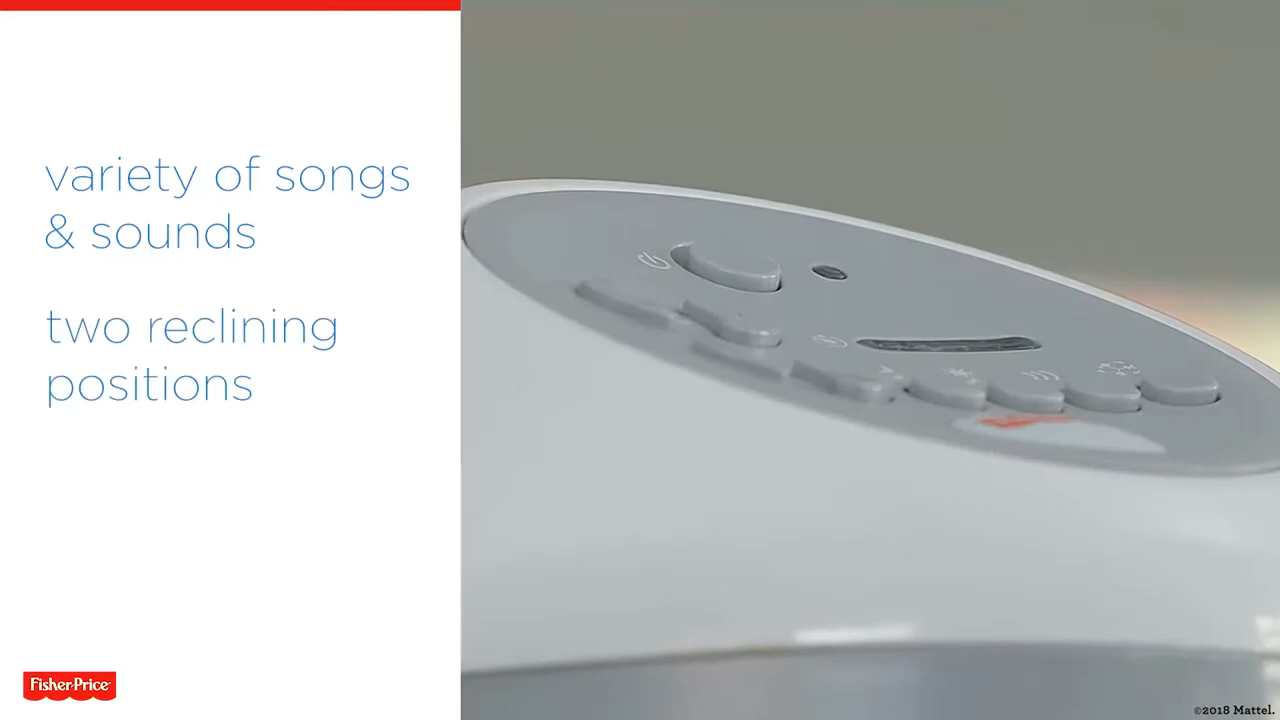 variety of songs
& sounds
two reclining
positions
Fisher-Price
©2018 Mattel.